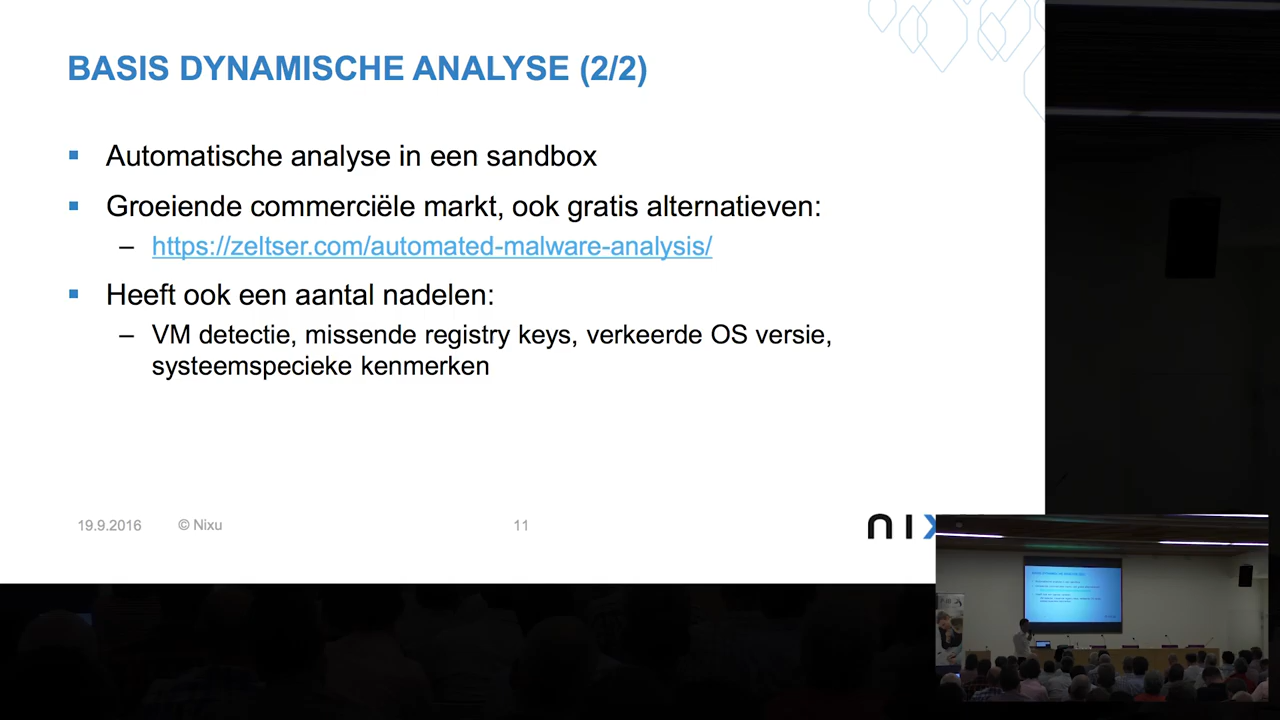 BASIS DYNAMISCHE ANALYSE (2/2)
Automatische analyse in een sandbox
Groeiende commerciële markt, ook gratis alternatieven:
– https://zeltser.com/automated-malware-analysis/
Heeft ook een aantal nadelen:
– VM detectie, missende registry keys, verkeerde OS versie,
systeemspecieke kenmerken
19.9.2016 © Nixu 11